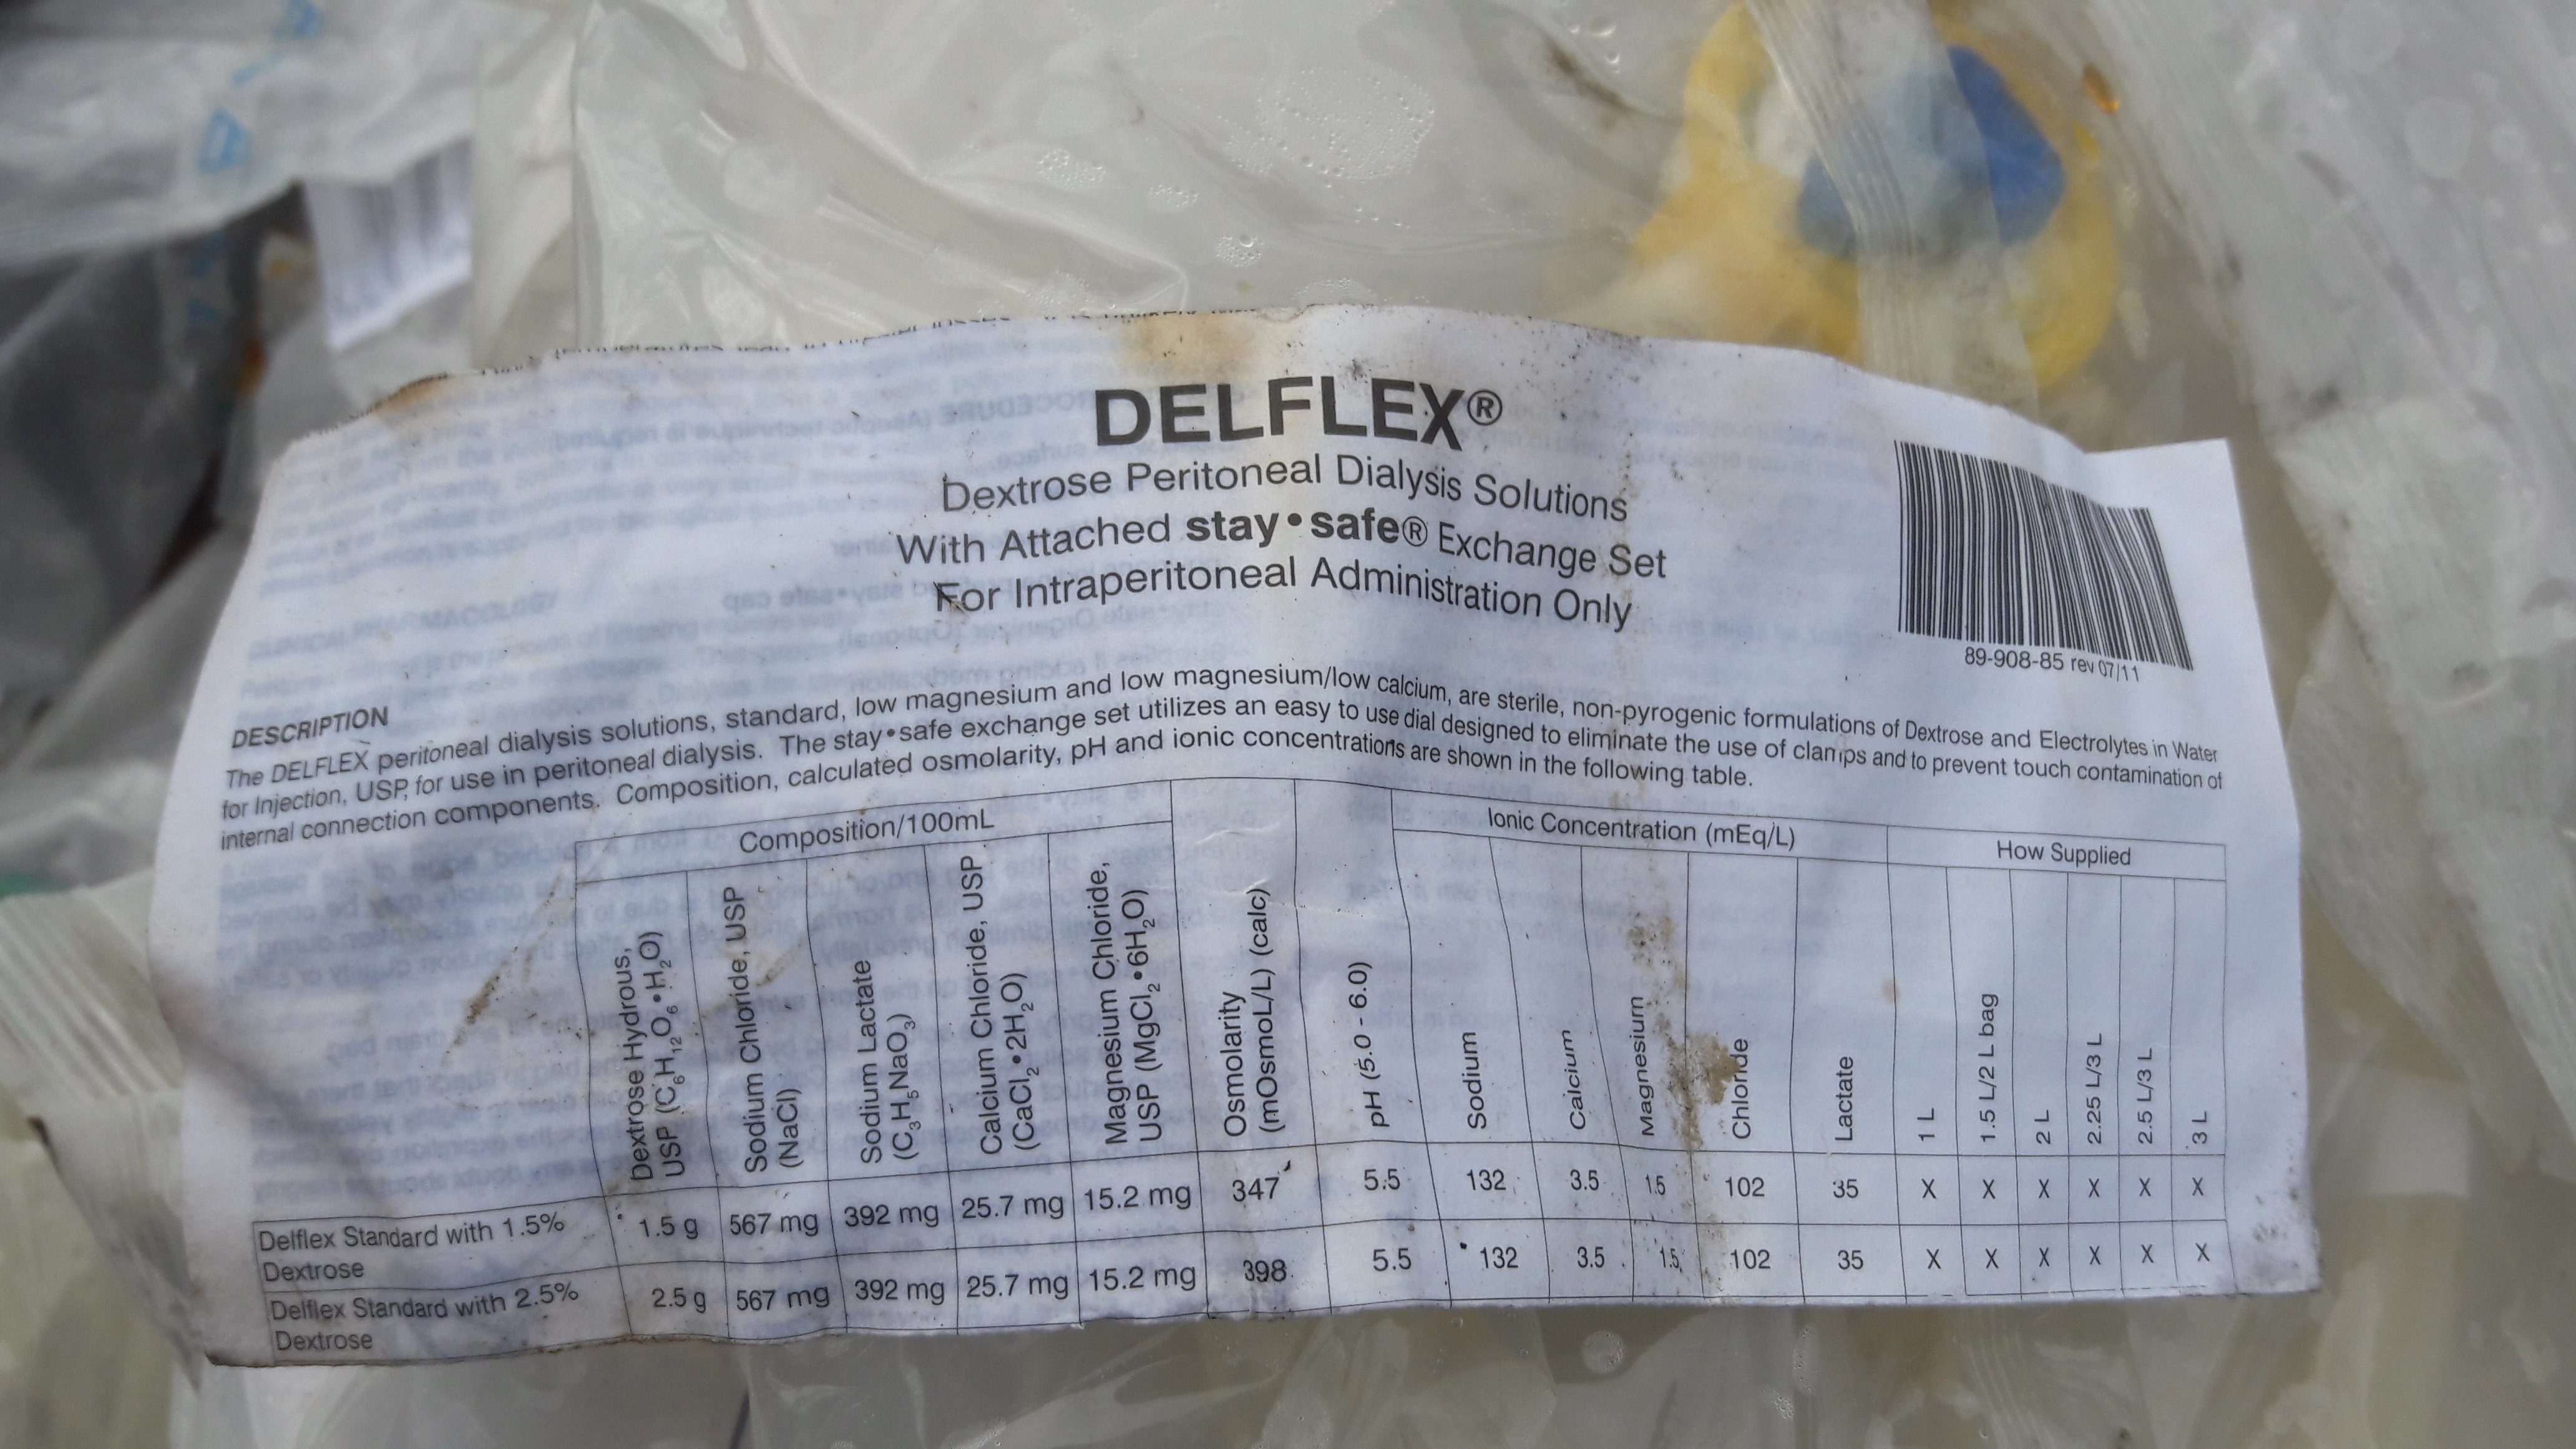 DELFLEX®
Dextrose Peritoneal Dialysis Solutions
With Attached stay•safe® Exchange Set
For Intraperitoneal Administration Only
89-908-85 rev 07/11
DESCRIPTION
The DELFLEX peritoneal dialysis solutions, standard, low magnesium and low magnesium/low calcium, are sterile, non-pyrogenic formulations of Dextrose and Electrolytes in Water
for Injection, USP, for use in peritoneal dialysis. The stay•safe exchange set utilizes an easy to use dial designed to eliminate the use of clamps and to prevent touch contamination of
internal connection components. Composition, calculated osmolarity, pH and ionic concentrations are shown in the following table.
Composition/100mL
Ionic Concentration (mEq/L)
How Supplied
Dextrose Hydrous,
USP (C₆H₁₂O₆•H₂O)
Sodium Chloride, USP
(NaCl)
Sodium Lactate
(C₃H₅NaO₃)
Calcium Chloride, USP
(CaCl₂•2H₂O)
Magnesium Chloride,
USP (MgCl₂•6H₂O)
Osmolarity
(mOsmoL/L) (calc)
pH (5.0 - 6.0)
Sodium
Calcium
Magnesium
Chloride
Lactate
1 L
1.5 L/2 L bag
2 L
2.25 L/3 L
2.5 L/3 L
3 L
Delflex Standard with 1.5% 1.5 g 567 mg 392 mg 25.7 mg 15.2 mg 347 5.5 132 3.5 1.5 102 35 X X X X X X
Dextrose
Delflex Standard with 2.5% 2.5 g 567 mg 392 mg 25.7 mg 15.2 mg 398 5.5 132 3.5 1.5 102 35 X X X X X X
Dextrose